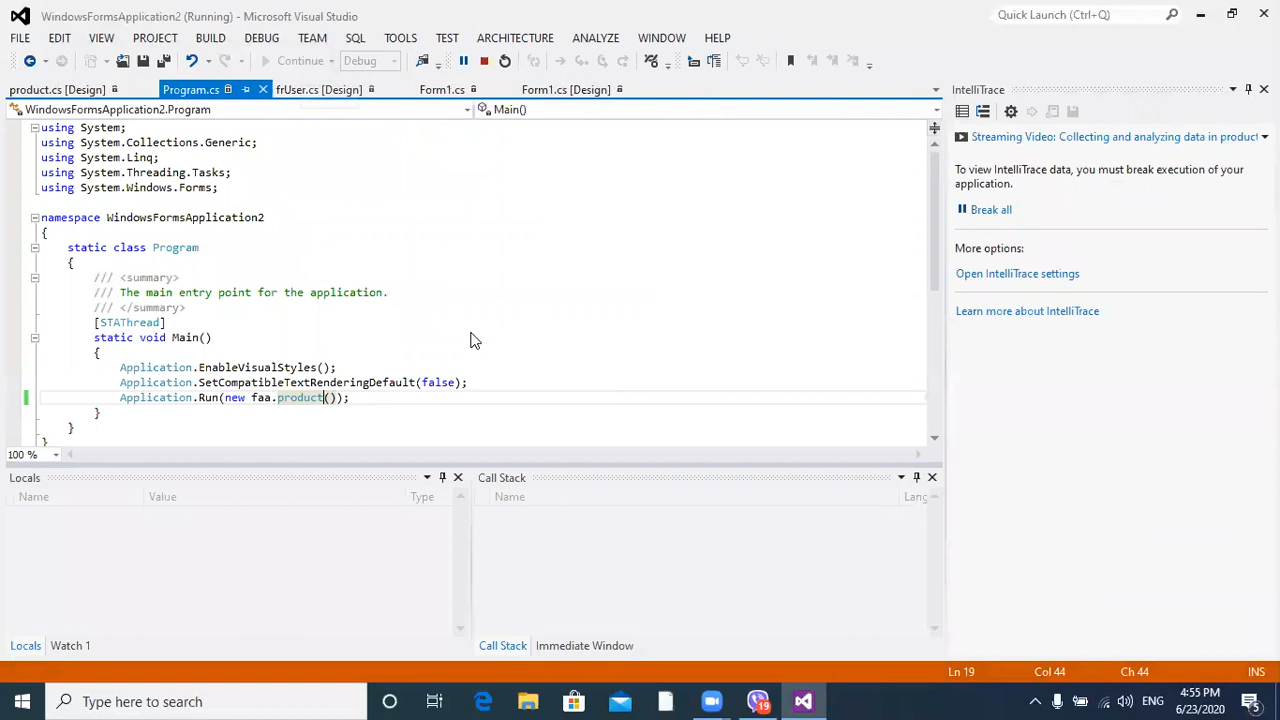 WindowsFormsApplication2 (Running) - Microsoft Visual Studio
Quick Launch (Ctrl+Q)
FILE EDIT VIEW PROJECT BUILD DEBUG TEAM SQL TOOLS TEST ARCHITECTURE ANALYZE WINDOW HELP
Continue Debug
product.cs [Design] Program.cs frUser.cs [Design] Form1.cs Form1.cs [Design]
WindowsFormsApplication2.Program Main()
using System;
using System.Collections.Generic;
using System.Linq;
using System.Threading.Tasks;
using System.Windows.Forms;
namespace WindowsFormsApplication2
{
static class Program
{
/// <summary>
/// The main entry point for the application.
/// </summary>
[STAThread]
static void Main()
{
Application.EnableVisualStyles();
Application.SetCompatibleTextRenderingDefault(false);
Application.Run(new faa.product());
}
}
}
100 %
IntelliTrace
Streaming Video: Collecting and analyzing data in product
To view IntelliTrace data, you must break execution of your
application.
Break all
More options:
Open IntelliTrace settings
Learn more about IntelliTrace
Locals
Name Value Type
Locals Watch 1
Call Stack
Name Lang
Call Stack Immediate Window
Ln 19 Col 44 Ch 44 INS
Type here to search
19
ENG
4:55 PM
6/23/2020
5